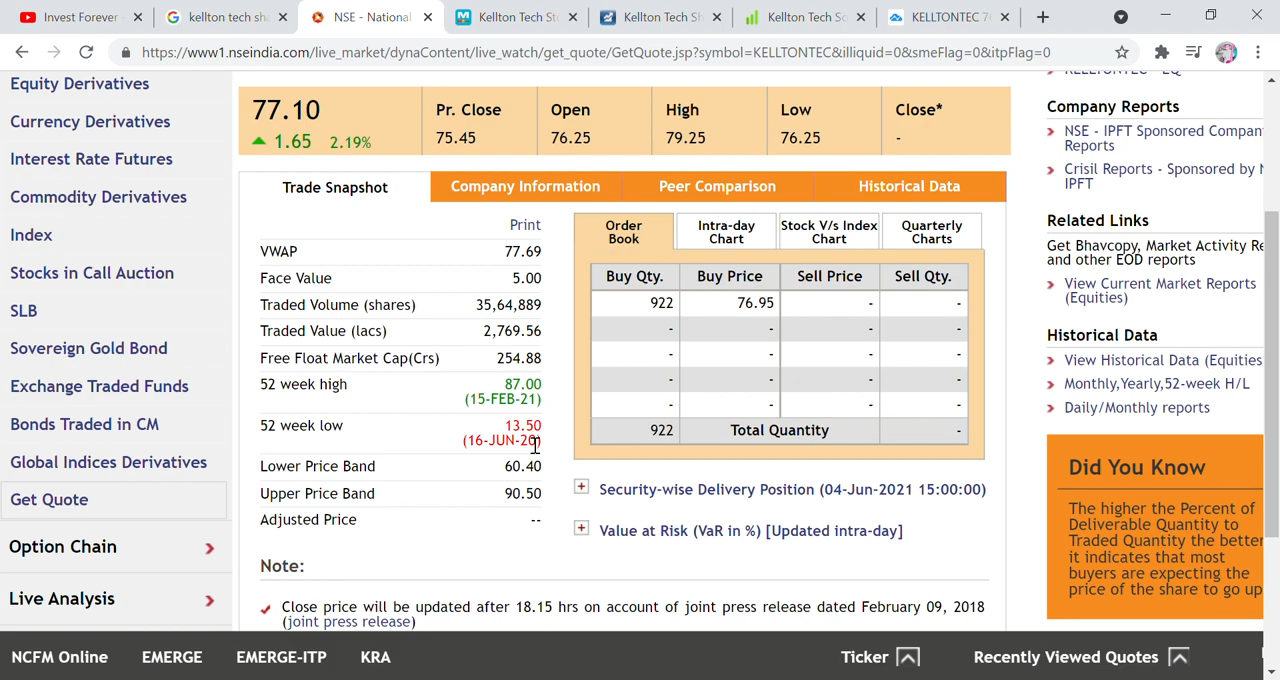 Invest Forever
kellton tech sha
NSE - National
Kellton Tech St
Kellton Tech Sh
Kellton Tech So
KELLTONTEC 7
https://www1.nseindia.com/live_market/dynaContent/live_watch/get_quote/GetQuote.jsp?symbol=KELLTONTEC&illiquid=0&smeFlag=0&itpFlag=0
Equity Derivatives
Currency Derivatives
Interest Rate Futures
Commodity Derivatives
Index
Stocks in Call Auction
SLB
Sovereign Gold Bond
Exchange Traded Funds
Bonds Traded in CM
Global Indices Derivatives
Get Quote
Option Chain
Live Analysis
77.10
1.65 2.19%
Pr. Close
75.45
Open
76.25
High
79.25
Low
76.25
Close*
-
Trade Snapshot
Company Information
Peer Comparison
Historical Data
Print
VWAP 77.69
Face Value 5.00
Traded Volume (shares) 35,64,889
Traded Value (lacs) 2,769.56
Free Float Market Cap(Crs) 254.88
52 week high 87.00
(15-FEB-21)
52 week low 13.50
(16-JUN-20)
Lower Price Band 60.40
Upper Price Band 90.50
Adjusted Price --
Order
Book
Intra-day
Chart
Stock V/s Index
Chart
Quarterly
Charts
Buy Qty. Buy Price Sell Price Sell Qty.
922 76.95 - -
- - - -
- - - -
- - - -
- - - -
922 Total Quantity -
Security-wise Delivery Position (04-Jun-2021 15:00:00)
Value at Risk (VaR in %) [Updated intra-day]
Note:
Close price will be updated after 18.15 hrs on account of joint press release dated February 09, 2018
(joint press release)
KELLTONTEC - EQ
Company Reports
NSE - IPFT Sponsored Compan
Reports
Crisil Reports - Sponsored by N
IPFT
Related Links
Get Bhavcopy, Market Activity Re
and other EOD reports
View Current Market Reports
(Equities)
Historical Data
View Historical Data (Equities
Monthly,Yearly,52-week H/L
Daily/Monthly reports
Did You Know
The higher the Percent of
Deliverable Quantity to
Traded Quantity the better
it indicates that most
buyers are expecting the
price of the share to go up
NCFM Online
EMERGE
EMERGE-ITP
KRA
Ticker
Recently Viewed Quotes